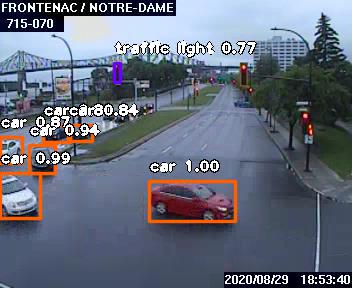 FRONTENAC / NOTRE-DAME
715-070
traffic light 0.77
car 0.87
car 0.94
car 0.99
car 1.00
2020/08/29 18:53:40